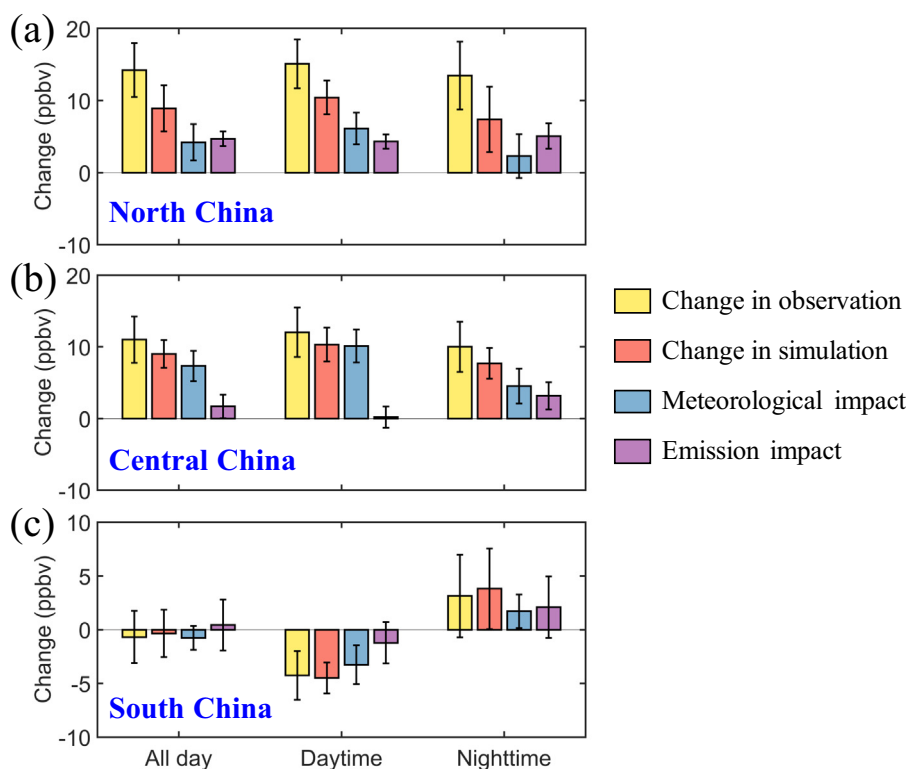 (a)
20
10
0
-10
Change (ppbv)
North China
(b)
20
10
0
-10
Change (ppbv)
Central China
Change in observation
Change in simulation
Meteorological impact
Emission impact
(c)
10
5
0
-5
-10
Change (ppbv)
South China
All day Daytime Nighttime